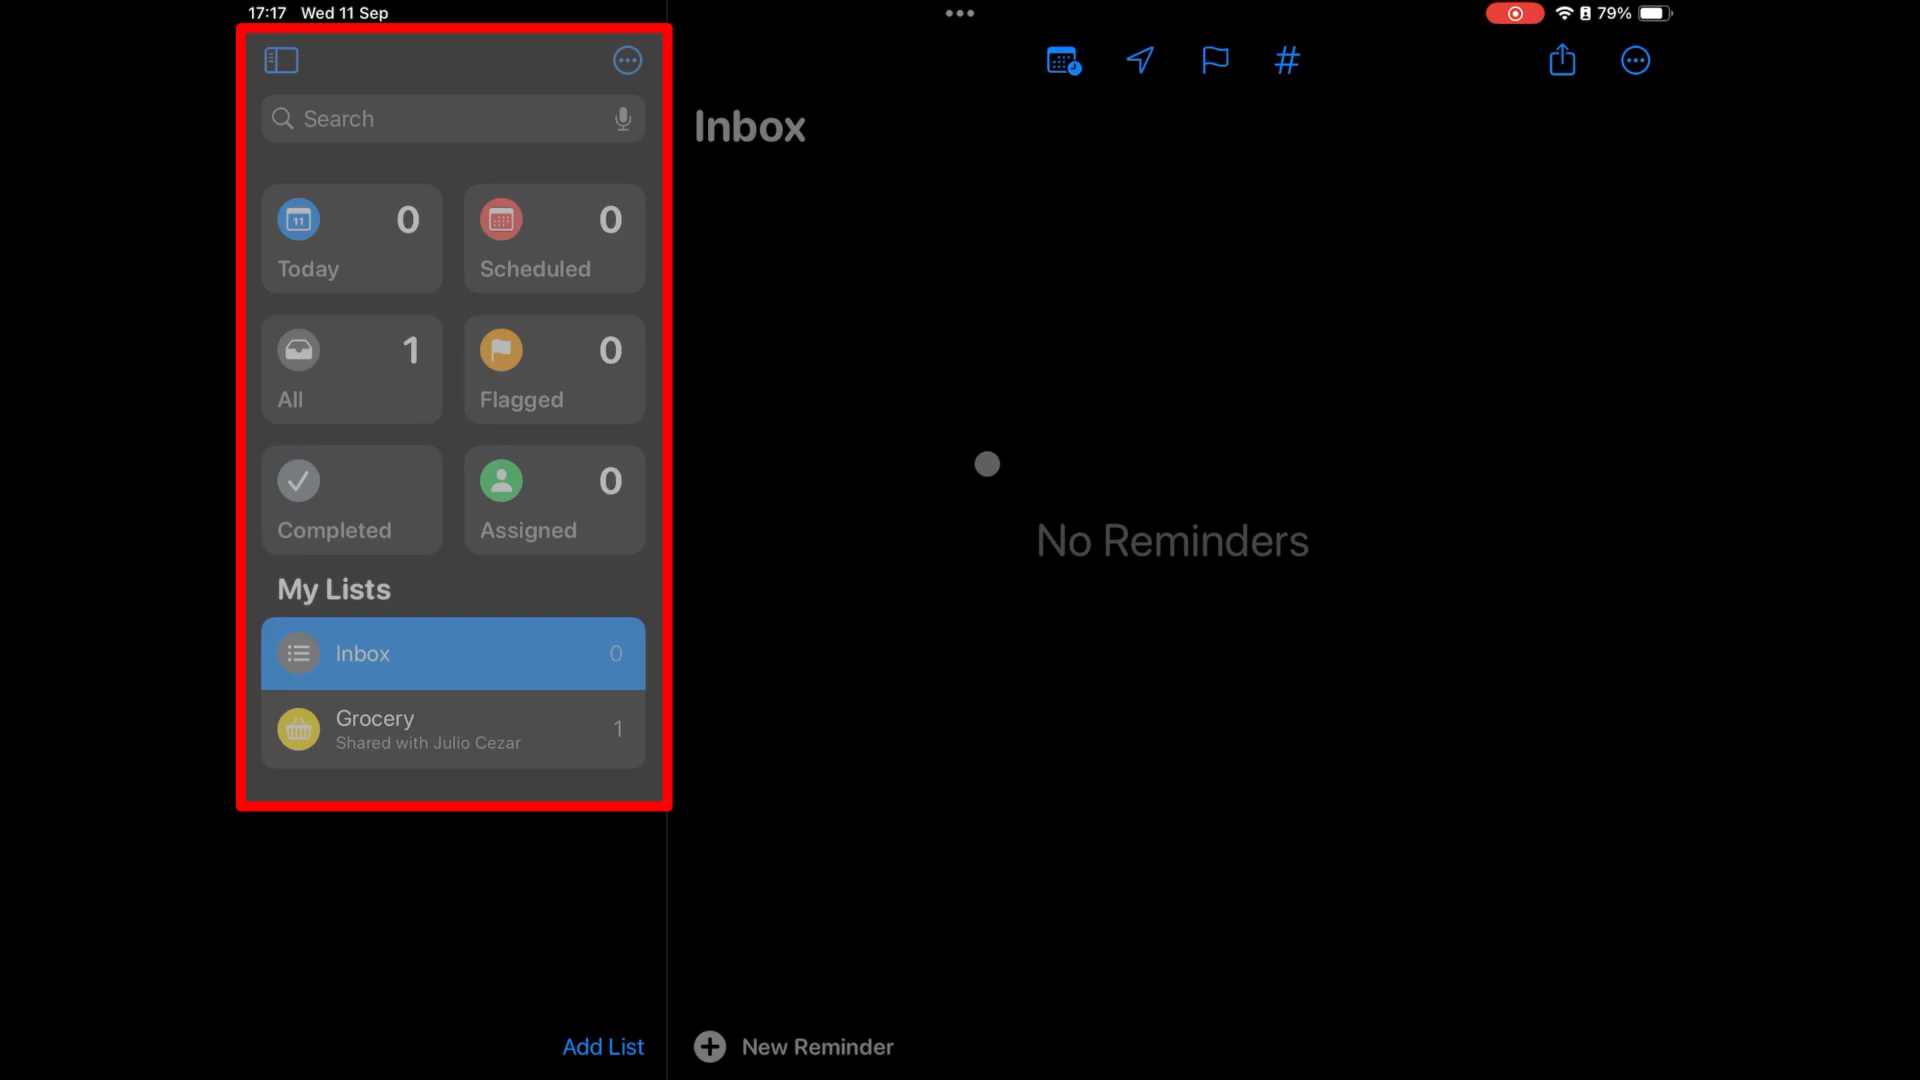 17:17 Wed 11 Sep
79%
Search
Inbox
11
0
Today
0
Scheduled
1
All
0
Flagged
Completed
0
Assigned
No Reminders
My Lists
Inbox 0
Grocery
Shared with Julio Cezar
1
Add List
New Reminder